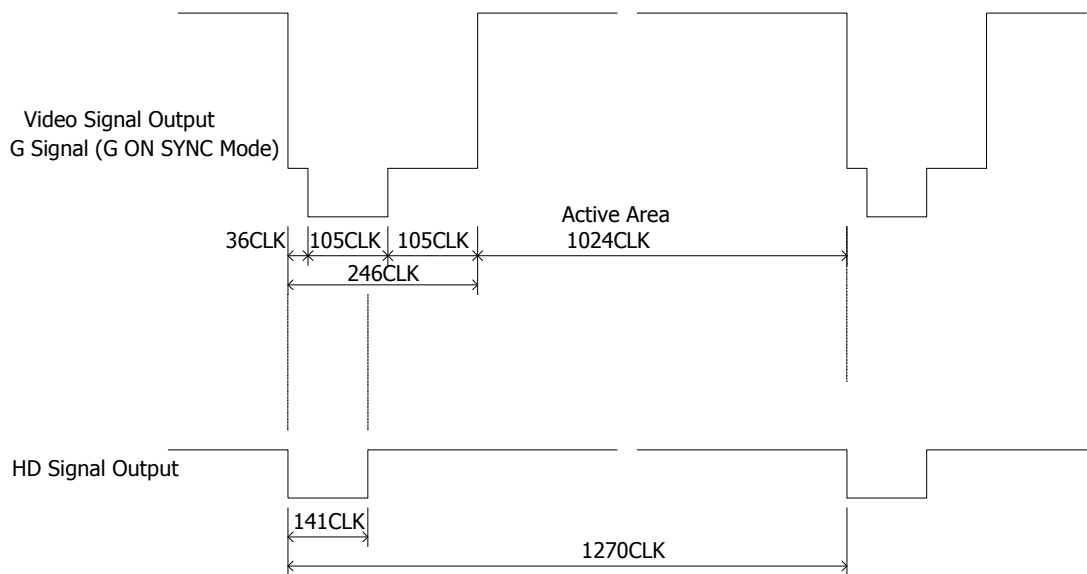 Video Signal Output
G Signal (G ON SYNC Mode)
Active Area
36CLK 105CLK 105CLK 1024CLK
246CLK
HD Signal Output
141CLK
1270CLK